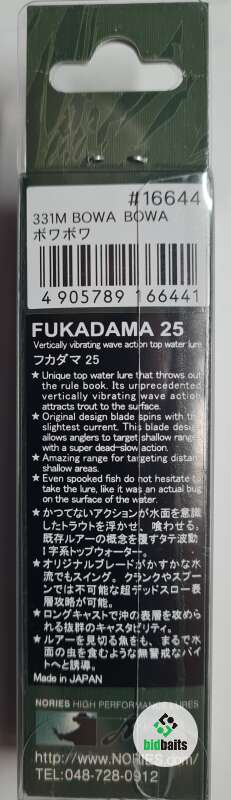 #16644
331M BOWA BOWA
ボワボワ
4 905789 166441
FUKADAMA 25
Vertically vibrating wave action top water lure
フカダマ 25
★ Unique top water lure that throws out
the rule book. Its unprecedented
vertically vibrating wave action
attracts trout to the surface.
★ Original design blade spins with the
slightest current. This blade design
allows anglers to target shallow range
with a super dead-slow action.
★ Amazing range for targeting distant
shallow areas.
★ Even spooked fish do not hesitate to
take the lure, like it was an actual bug
on the surface of the water.
★ かつてないアクションが水面を意識
したトラウトを浮かせ、喰わせる。
既存ルアーの概念を覆すタテ波動
I字系トップウォーター。
★ オリジナルブレードがかすかな水
流でもスイング。クランクやスプー
ンでは不可能な超デッドスロー表
層攻略が可能。
★ ロングキャストで沖の表層を攻めら
れる抜群のキャスタビリティ。
★ ルアーを見切る魚をも、まるで水
面の虫を食むような無警戒なバイ
トへと誘導。
Made in JAPAN
NORIES HIGH PERFORMANCE LURES
http://www.NORIES.com/
TEL:048-728-0912
bidbaits